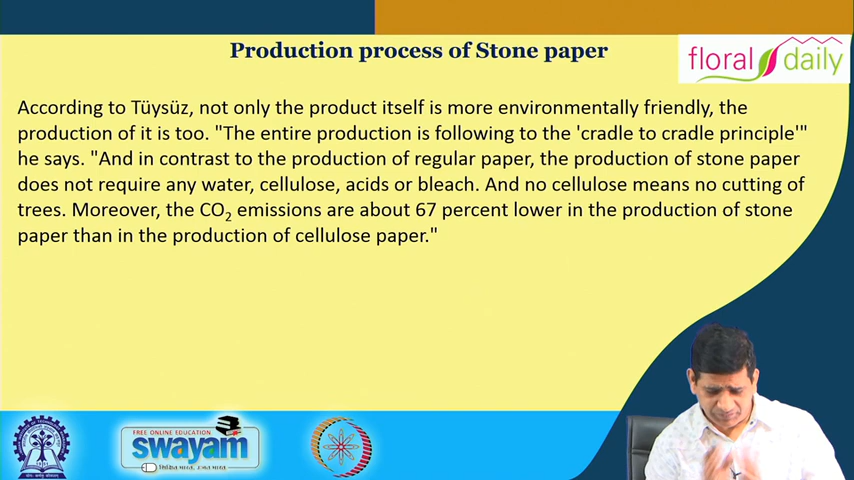 Production process of Stone paper
floral daily
According to Tüysüz, not only the product itself is more environmentally friendly, the
production of it is too. "The entire production is following to the 'cradle to cradle principle'"
he says. "And in contrast to the production of regular paper, the production of stone paper
does not require any water, cellulose, acids or bleach. And no cellulose means no cutting of
trees. Moreover, the CO₂ emissions are about 67 percent lower in the production of stone
paper than in the production of cellulose paper."
FREE ONLINE EDUCATION
swayam